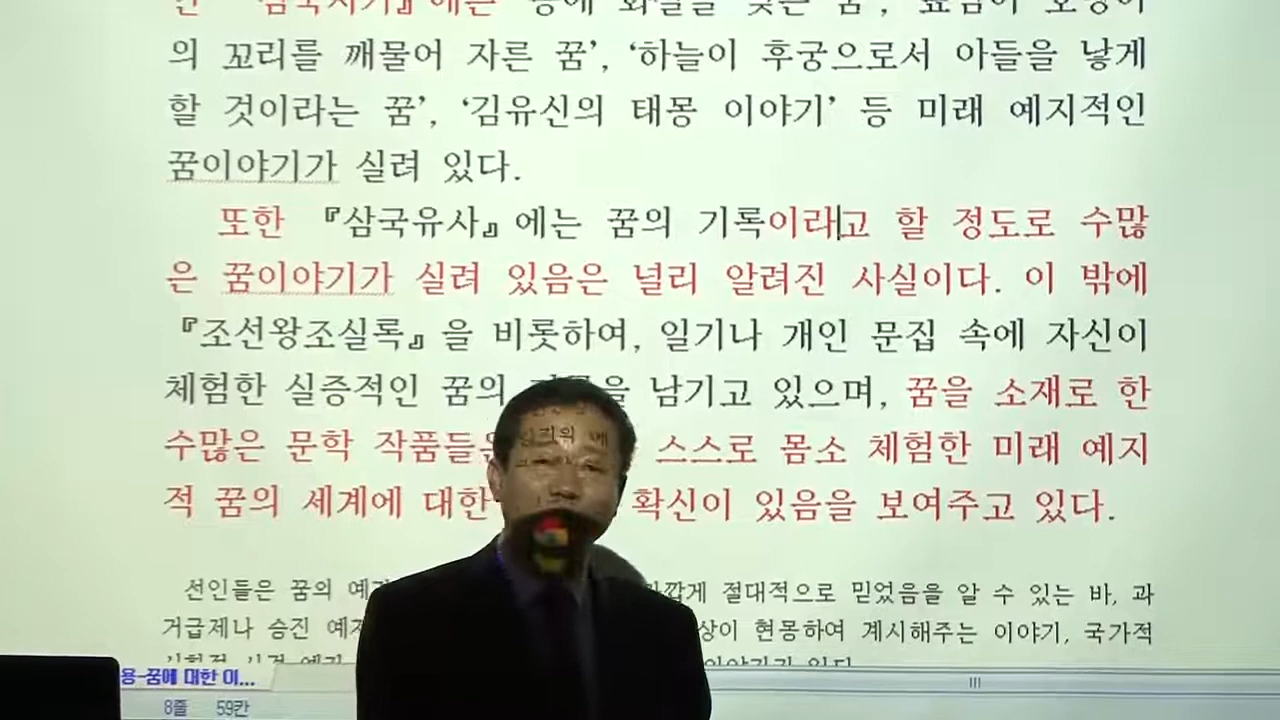 의 꼬리를 깨물어 자른 꿈’, ‘하늘이 후궁으로서 아들을 낳게
할 것이라는 꿈’, ‘김유신의 태몽 이야기’ 등 미래 예지적인
꿈이야기가 실려 있다.
또한 『삼국유사』에는 꿈의 기록이라고 할 정도로 수많
은 꿈이야기가 실려 있음은 널리 알려진 사실이다. 이 밖에
『조선왕조실록』을 비롯하여, 일기나 개인 문집 속에 자신이
체험한 실증적인 꿈의 남기고 있으며, 꿈을 소재로 한
수많은 문학 작품들은 스스로 몸소 체험한 미래 예지
적 꿈의 세계에 대한 확신이 있음을 보여주고 있다.
선인들은 꿈의 절대적으로 믿었음을 알 수 있는 바, 과
거급제나 승진 현몽하여 계시해주는 이야기, 국가적
용-꿈에 대한 이...
8줄 59칸